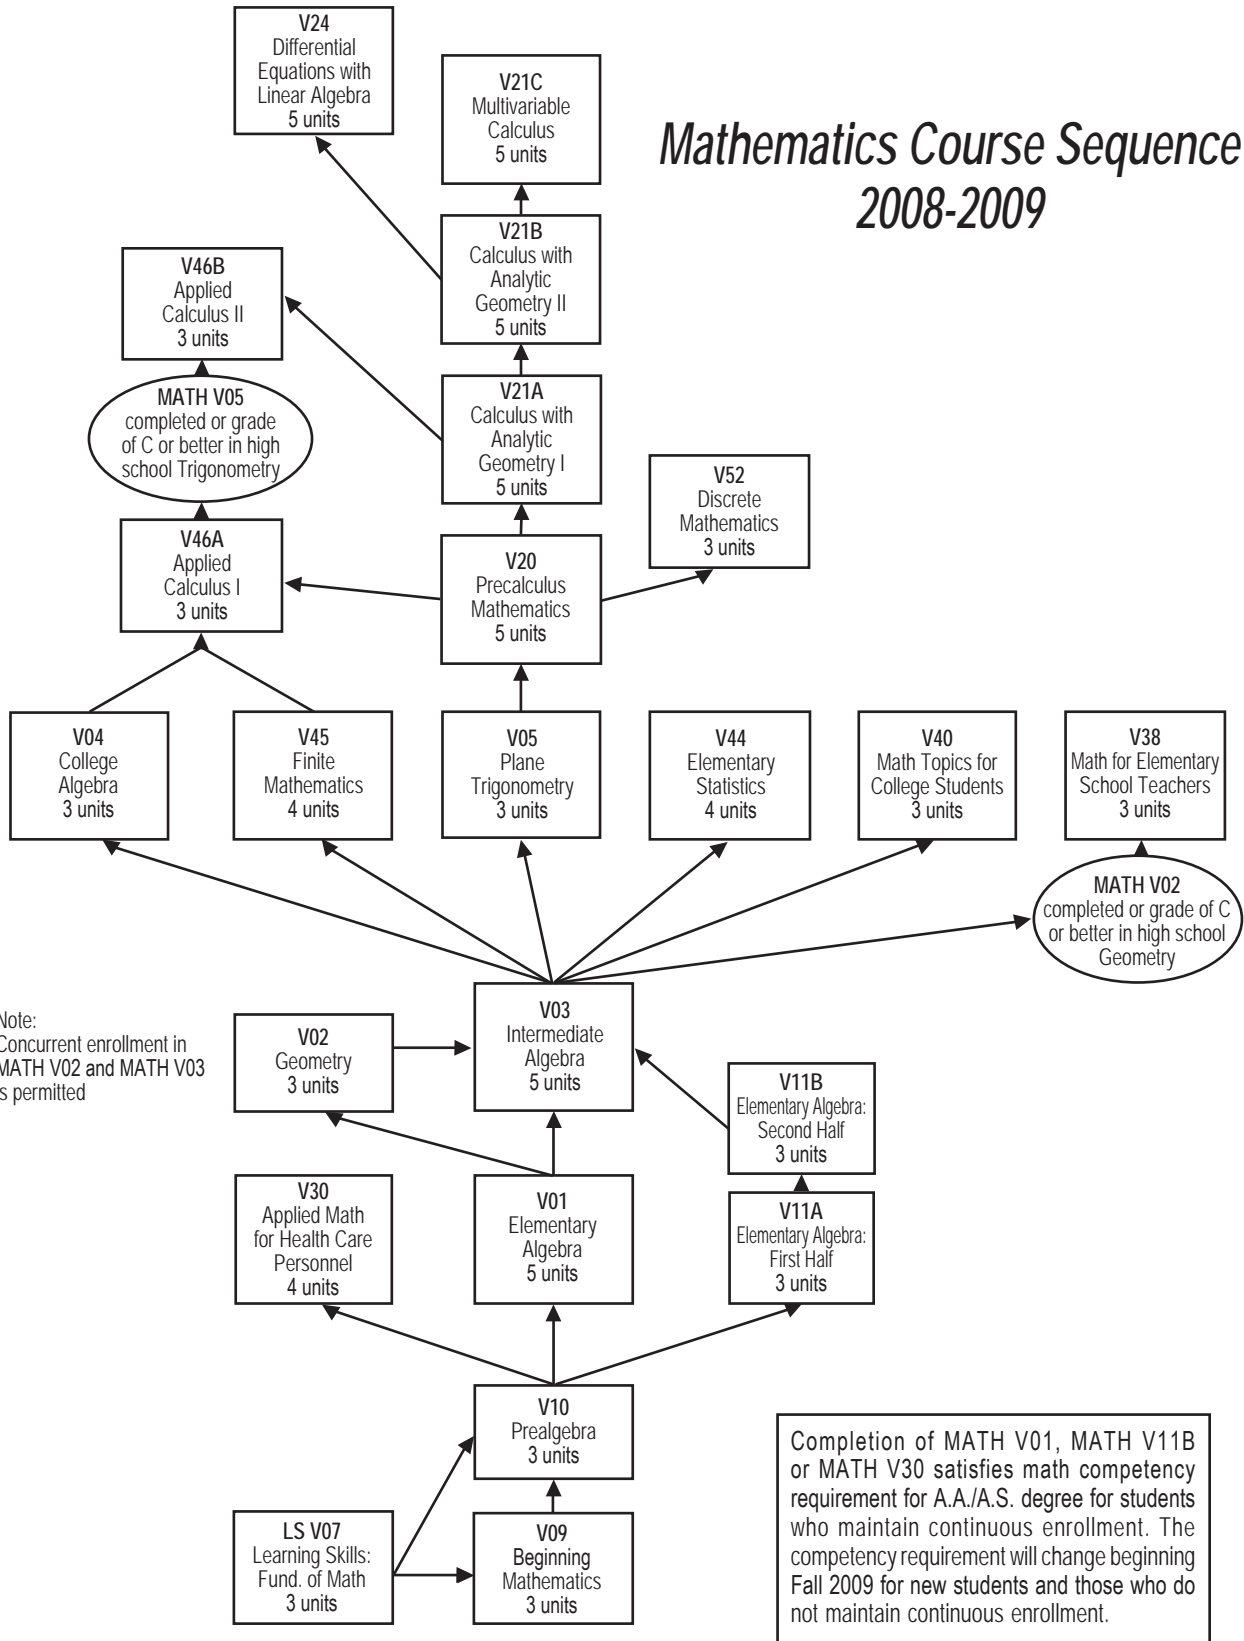 V24
Differential
Equations with
Linear Algebra
5 units
V21C
Multivariable
Calculus
5 units
Mathematics Course Sequence
2008-2009
V21B
Calculus with
Analytic
Geometry II
5 units
V46B
Applied
Calculus II
3 units
MATH V05
completed or grade
of C or better in high
school Trigonometry
V21A
Calculus with
Analytic
Geometry I
5 units
V52
Discrete
Mathematics
3 units
V46A
Applied
Calculus I
3 units
V20
Precalculus
Mathematics
5 units
V04
College
Algebra
3 units
V45
Finite
Mathematics
4 units
V05
Plane
Trigonometry
3 units
V44
Elementary
Statistics
4 units
V40
Math Topics for
College Students
3 units
V38
Math for Elementary
School Teachers
3 units
MATH V02
completed or grade of C
or better in high school
Geometry
Note:
Concurrent enrollment in
MATH V02 and MATH V03
is permitted
V02
Geometry
3 units
V03
Intermediate
Algebra
5 units
V11B
Elementary Algebra:
Second Half
3 units
V30
Applied Math
for Health Care
Personnel
4 units
V01
Elementary
Algebra
5 units
V11A
Elementary Algebra:
First Half
3 units
V10
Prealgebra
3 units
LS V07
Learning Skills:
Fund. of Math
3 units
V09
Beginning
Mathematics
3 units
Completion of MATH V01, MATH V11B
or MATH V30 satisfies math competency
requirement for A.A./A.S. degree for students
who maintain continuous enrollment. The
competency requirement will change beginning
Fall 2009 for new students and those who do
not maintain continuous enrollment.